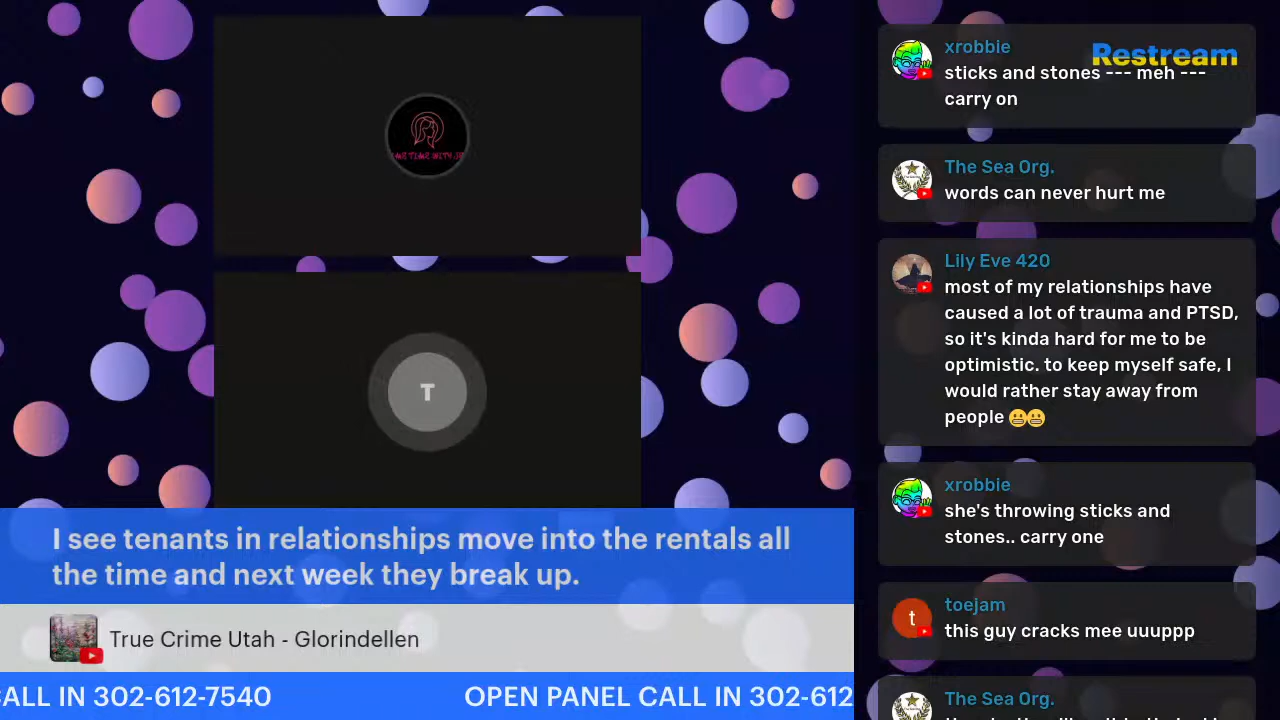 T
I see tenants in relationships move into the rentals all
the time and next week they break up.
True Crime Utah - Glorindellen
ALL IN 302-612-7540
OPEN PANEL CALL IN 302-612
Restream
xrobbie
sticks and stones --- meh ---
carry on
The Sea Org.
words can never hurt me
Lily Eve 420
most of my relationships have
caused a lot of trauma and PTSD,
so it's kinda hard for me to be
optimistic. to keep myself safe, I
would rather stay away from
people 😬😬
xrobbie
she's throwing sticks and
stones.. carry one
toejam
t
this guy cracks mee uuuppp
The Sea Org.